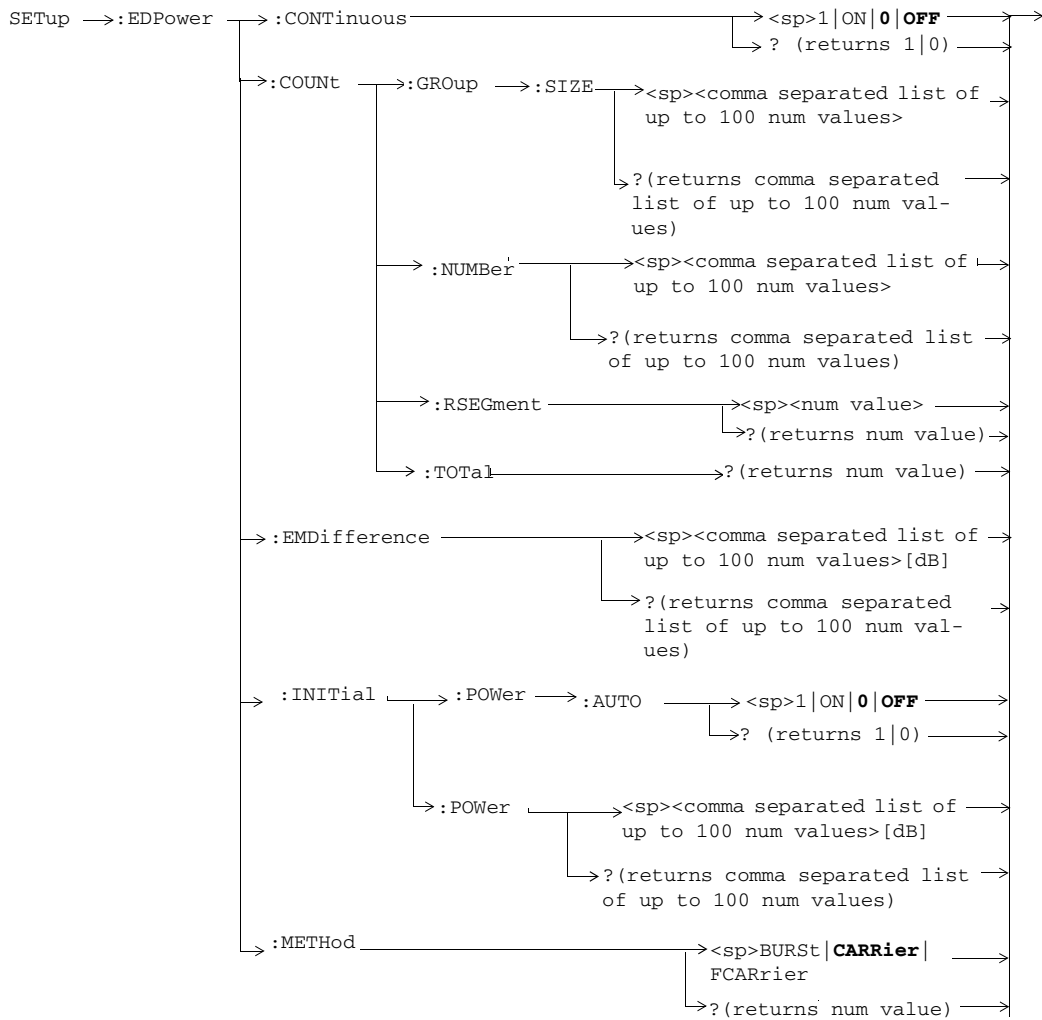 SETup :EDPower :CONTinuous <sp>1|ON|0|OFF
? (returns 1|0)
:COUNt :GROup :SIZE <sp><comma separated list of
up to 100 num values>
?(returns comma separated
list of up to 100 num val-
ues)
:NUMBer <sp><comma separated list of
up to 100 num values>
?(returns comma separated list
of up to 100 num values)
:RSEGment <sp><num value>
?(returns num value)
:TOTal ?(returns num value)
:EMDifference <sp><comma separated list of
up to 100 num values>[dB]
?(returns comma separated
list of up to 100 num val-
ues)
:INITial :POWer :AUTO <sp>1|ON|0|OFF
? (returns 1|0)
:POWer <sp><comma separated list of
up to 100 num values>[dB]
?(returns comma separated list
of up to 100 num values)
:METHod <sp>BURSt|CARRier|
FCARrier
?(returns num value)